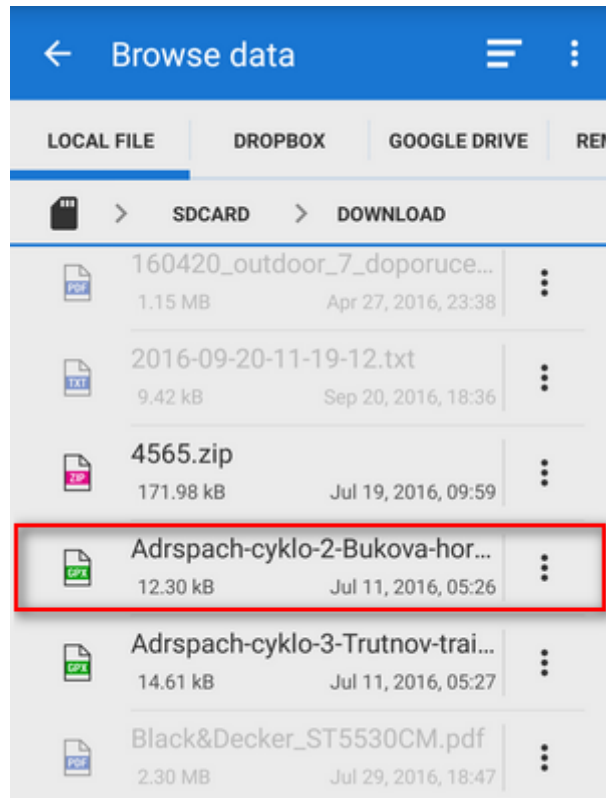 Browse data
LOCAL FILE DROPBOX GOOGLE DRIVE REM
SDCARD DOWNLOAD
160420_outdoor_7_doporuce...
PDF
1.15 MB Apr 27, 2016, 23:38
2016-09-20-11-19-12.txt
TXT
9.42 kB Sep 20, 2016, 18:36
4565.zip
ZIP
171.98 kB Jul 19, 2016, 09:59
Adrspach-cyklo-2-Bukova-hor...
GPX
12.30 kB Jul 11, 2016, 05:26
Adrspach-cyklo-3-Trutnov-trai...
GPX
14.61 kB Jul 11, 2016, 05:27
Black&Decker_ST5530CM.pdf
PDF
2.30 MB Jul 29, 2016, 18:47